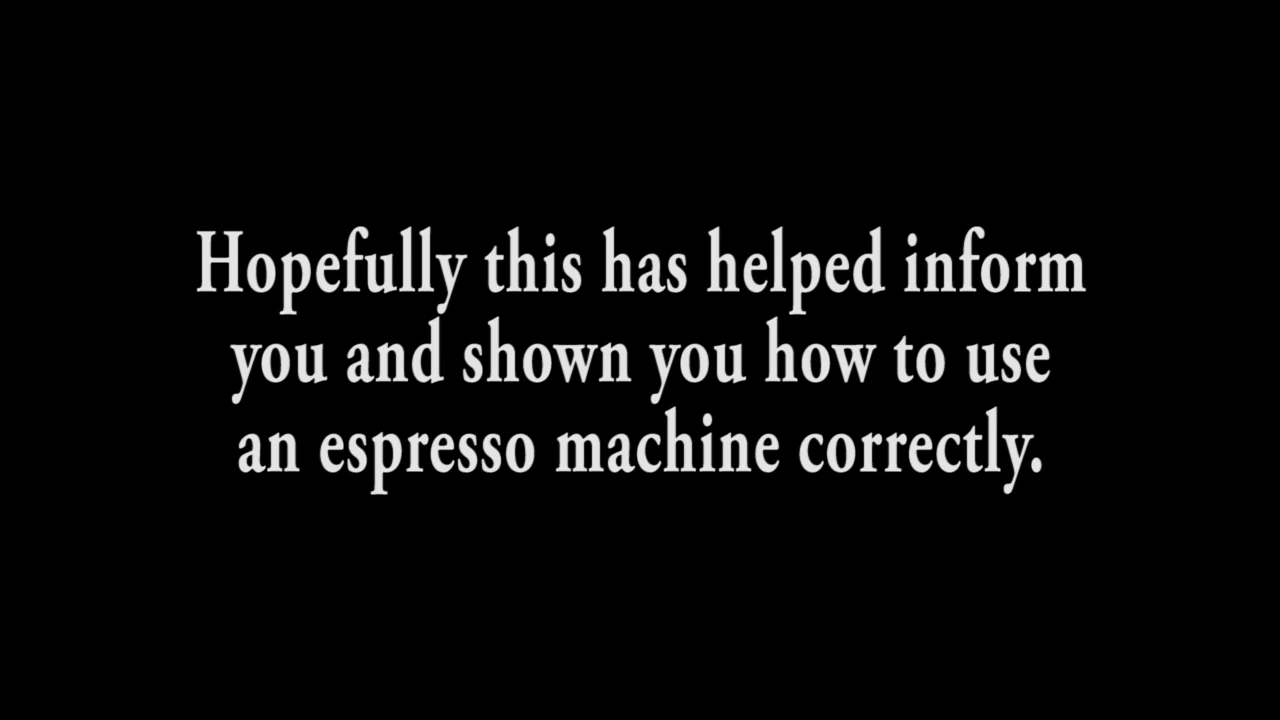 Hopefully this has helped inform
you and shown you how to use
an espresso machine correctly.